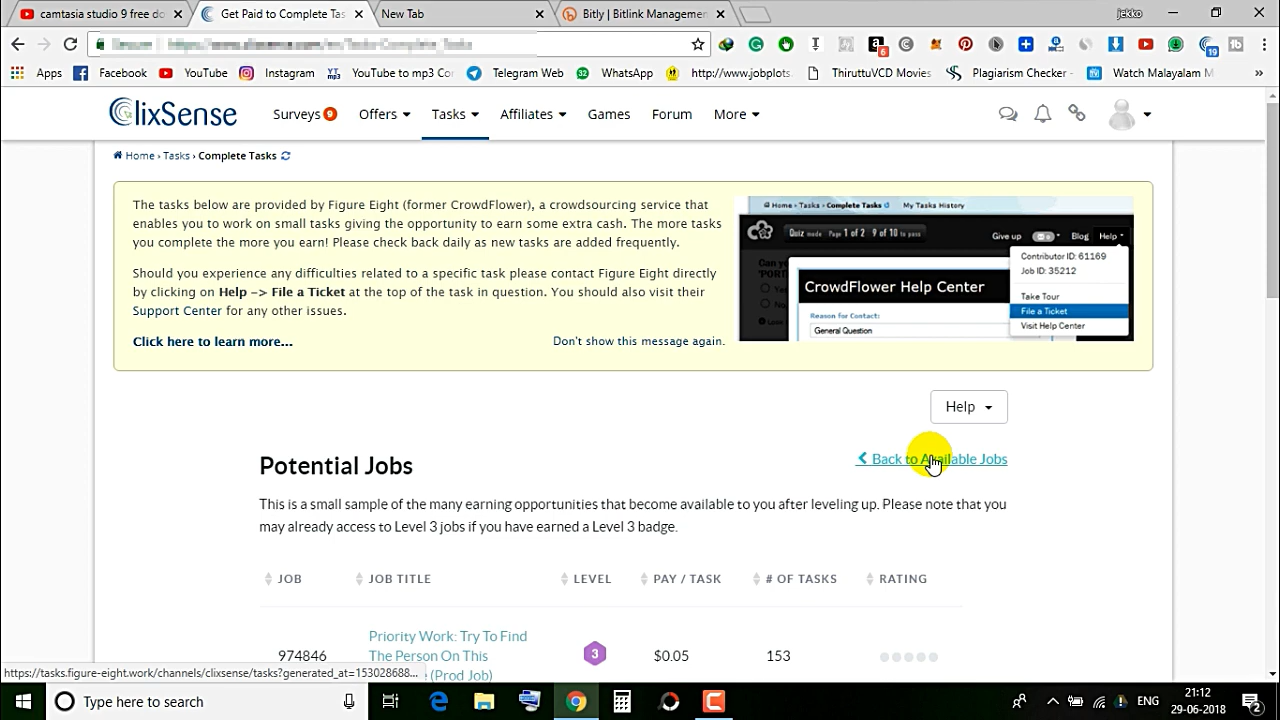 camtasia studio 9 free do
Get Paid to Complete Tas
New Tab
Bitly | Bitlink Managemen
jekko
6
19
Apps
Facebook
YouTube
Instagram
YouTube to mp3 Con
Telegram Web
32
WhatsApp
http://www.jobplots.
ThiruttuVCD Movies
Plagiarism Checker -
Watch Malayalam M
»
ClixSense
Surveys 9
Offers
Tasks
Affiliates
Games
Forum
More
Home › Tasks › Complete Tasks
The tasks below are provided by Figure Eight (former CrowdFlower), a crowdsourcing service that
enables you to work on small tasks giving the opportunity to earn some extra cash. The more tasks
you complete the more you earn! Please check back daily as new tasks are added frequently.
Should you experience any difficulties related to a specific task please contact Figure Eight directly
by clicking on Help –> File a Ticket at the top of the task in question. You should also visit their
Support Center for any other issues.
Click here to learn more...
Don't show this message again.
Home › Tasks › Complete Tasks
My Tasks History
Quiz mode Page 1 of 2 9 of 10 to pass
Give up
Blog
Help
Contributor ID: 61169
Job ID: 35212
Take Tour
File a Ticket
Visit Help Center
CrowdFlower Help Center
Reason for Contact:
General Question
Help
Potential Jobs
Back to Available Jobs
This is a small sample of the many earning opportunities that become available to you after leveling up. Please note that you
may already access to Level 3 jobs if you have earned a Level 3 badge.
JOB
JOB TITLE
LEVEL
PAY / TASK
# OF TASKS
RATING
974846
Priority Work: Try To Find
The Person On This
(Prod Job)
3
$0.05
153
https://tasks.figure-eight.work/channels/clixsense/tasks?generated_at=153028688...
Type here to search
ENG
21:12
29-06-2018
2